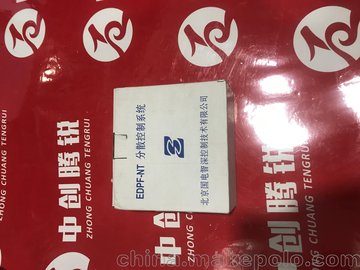 EDPF-NT 分散控制系统
北京国电智深控制技术有限公司
中创腾锐
ZHONG CHUANG TENGRUI
中创腾锐
ZHONG CHUANG TENGRUI
china.makepolo.com